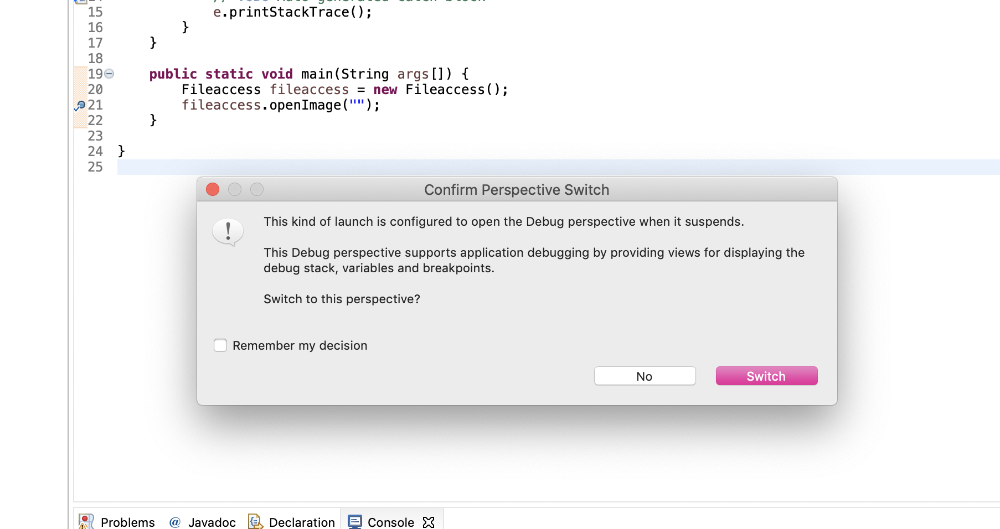 15 e.printStackTrace();
16 }
17 }
18
19 public static void main(String args[]) {
20 Fileaccess fileaccess = new Fileaccess();
21 fileaccess.openImage("");
22 }
23
24 }
25
Confirm Perspective Switch
This kind of launch is configured to open the Debug perspective when it suspends.
This Debug perspective supports application debugging by providing views for displaying the
debug stack, variables and breakpoints.
Switch to this perspective?
Remember my decision
No Switch
Problems @ Javadoc Declaration Console